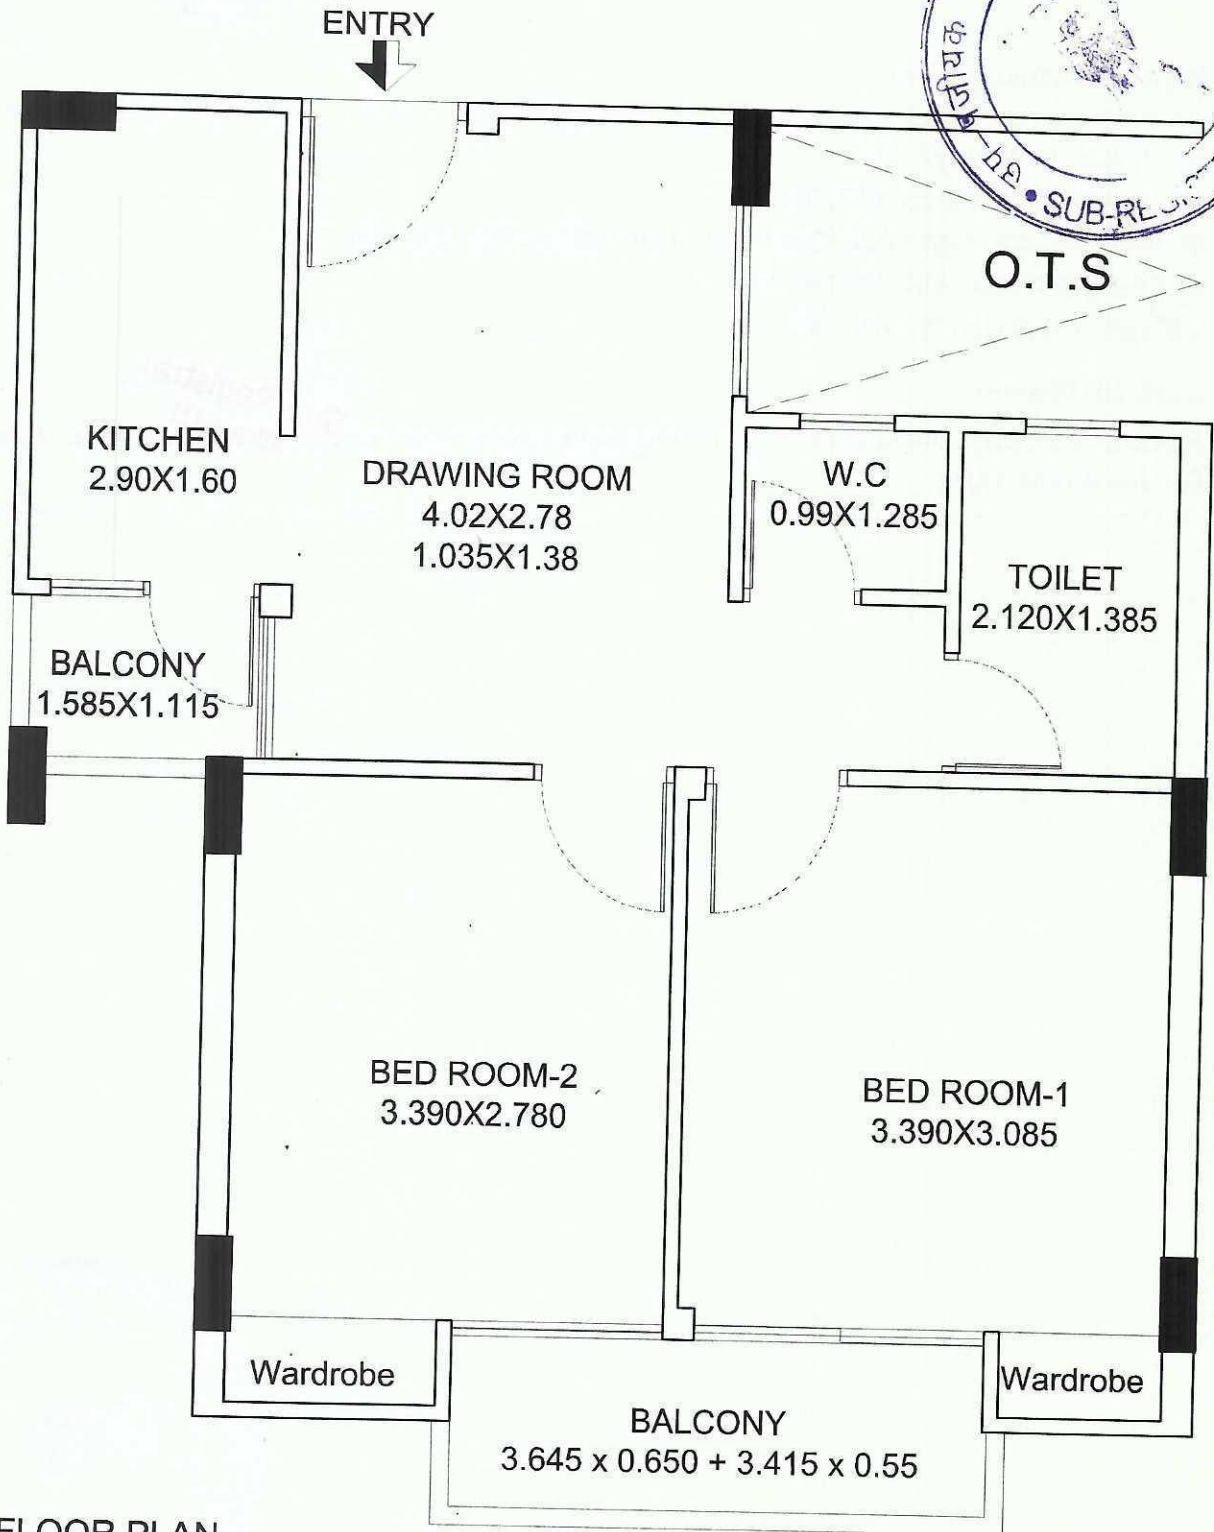 ENTRY
• SUB-RE
O.T.S
KITCHEN
2.90X1.60
DRAWING ROOM
4.02X2.78
1.035X1.38
W.C
0.99X1.285
TOILET
2.120X1.385
BALCONY
1.585X1.115
BED ROOM-2
3.390X2.780
BED ROOM-1
3.390X3.085
Wardrobe
Wardrobe
BALCONY
3.645 x 0.650 + 3.415 x 0.55
FLOOR PLAN